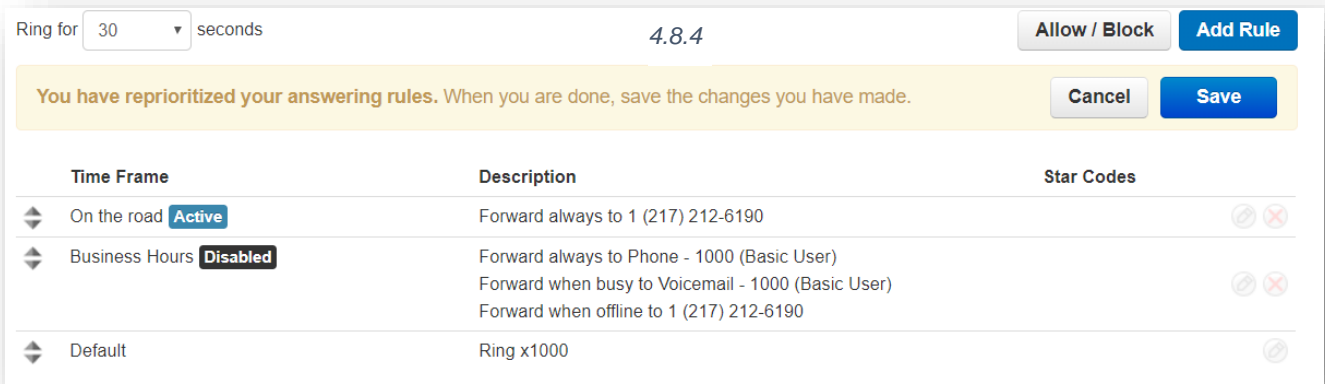 Ring for 30 seconds 4.8.4 Allow / Block Add Rule
You have reprioritized your answering rules. When you are done, save the changes you have made. Cancel Save
Time Frame Description Star Codes
On the road Active Forward always to 1 (217) 212-6190
Business Hours Disabled Forward always to Phone - 1000 (Basic User)
Forward when busy to Voicemail - 1000 (Basic User)
Forward when offline to 1 (217) 212-6190
Default Ring x1000